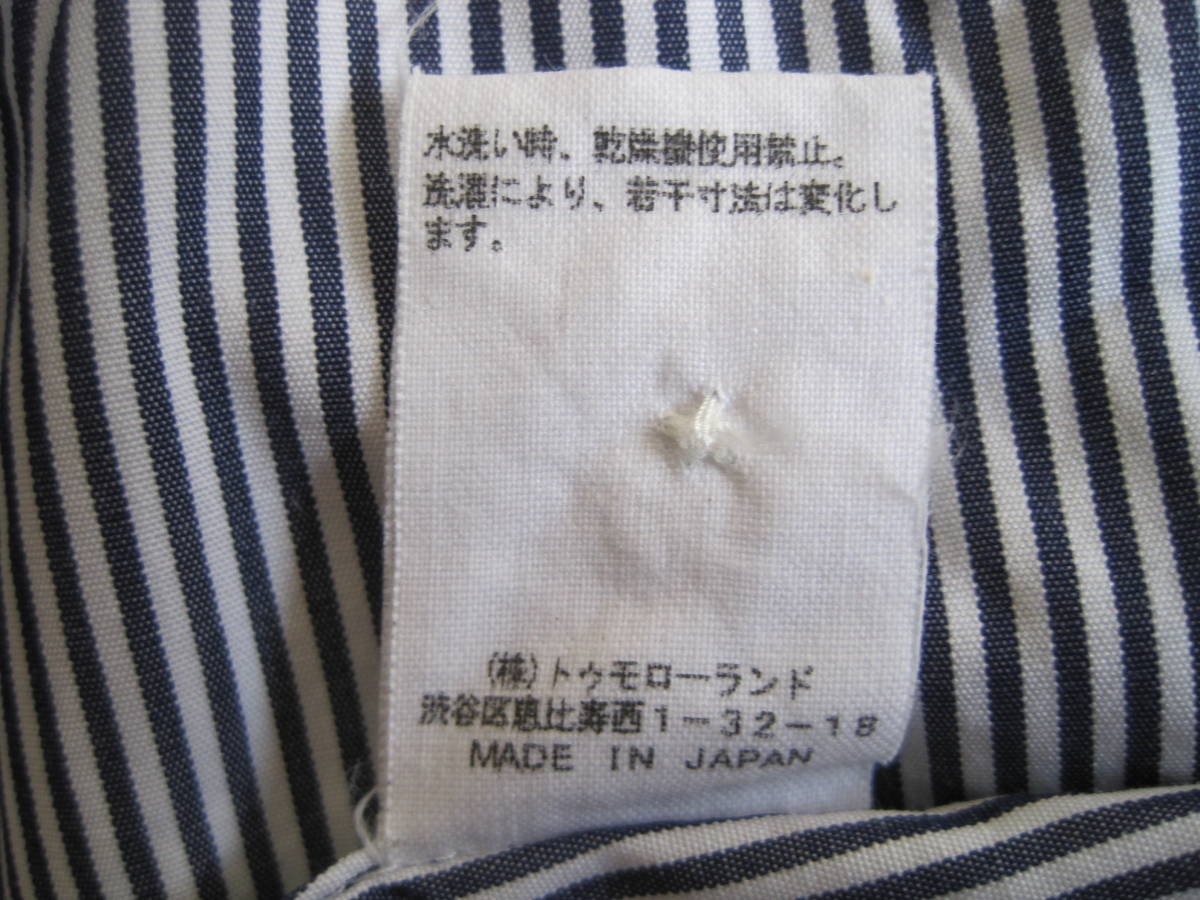 水洗い時、乾燥機使用禁止。
洗濯により、若干寸法は変化し
ます。
(株)トゥモローランド
渋谷区恵比寿西1-32-18
MADE IN JAPAN